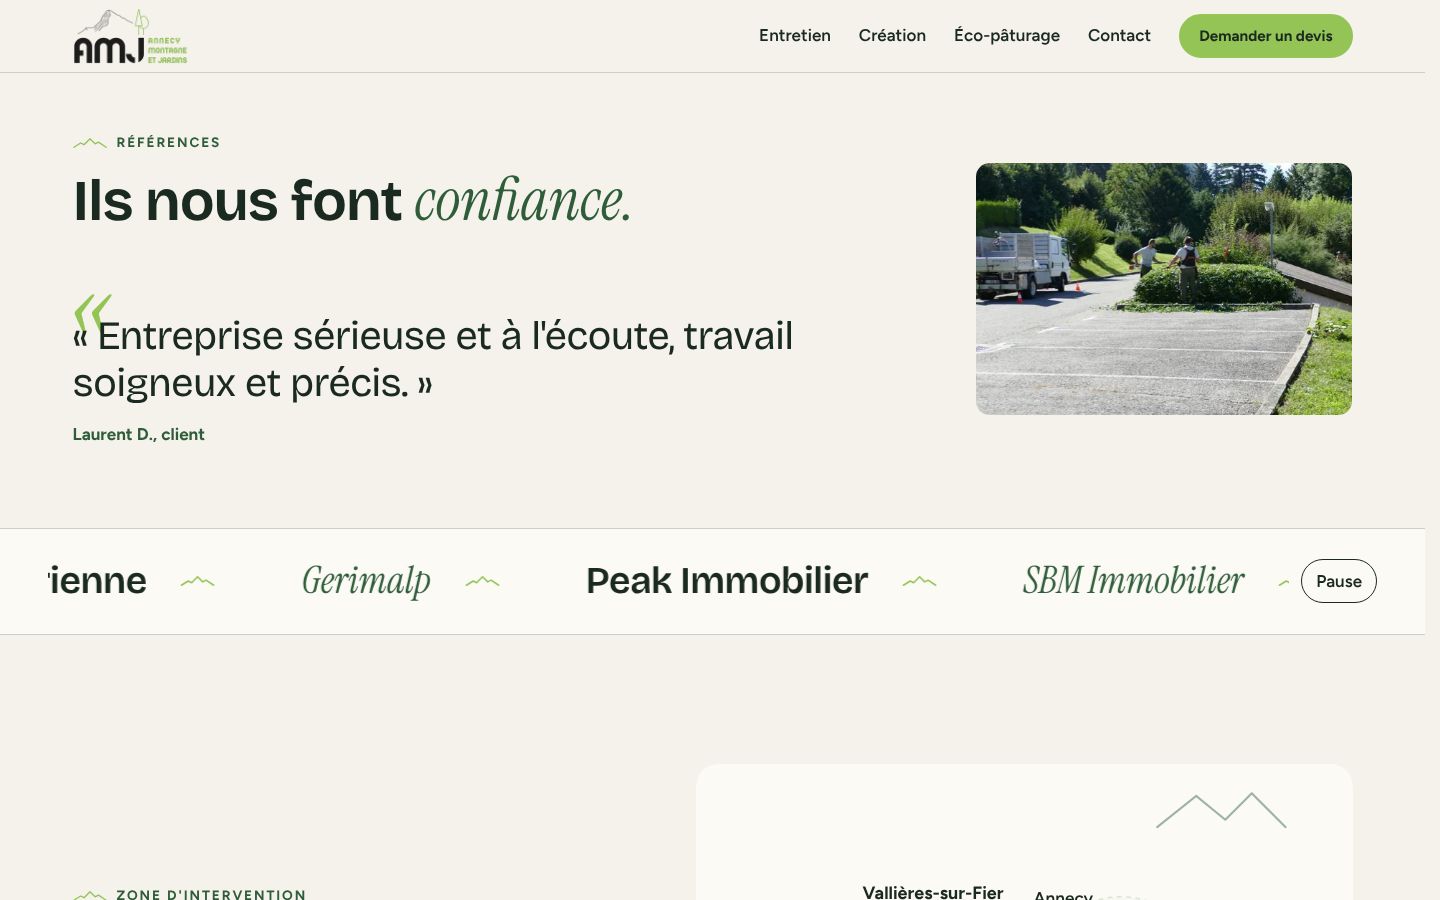 AMJ ANNECY
MONTAGNE
ET JARDINS
Entretien Création Éco-pâturage Contact Demander un devis
RÉFÉRENCES
Ils nous font confiance.
«
« Entreprise sérieuse et à l'écoute, travail
soigneux et précis. »
Laurent D., client
ienne Gerimalp Peak Immobilier SBM Immobilier Pause
ZONE D'INTERVENTION
Vallières-sur-Fier Annecy